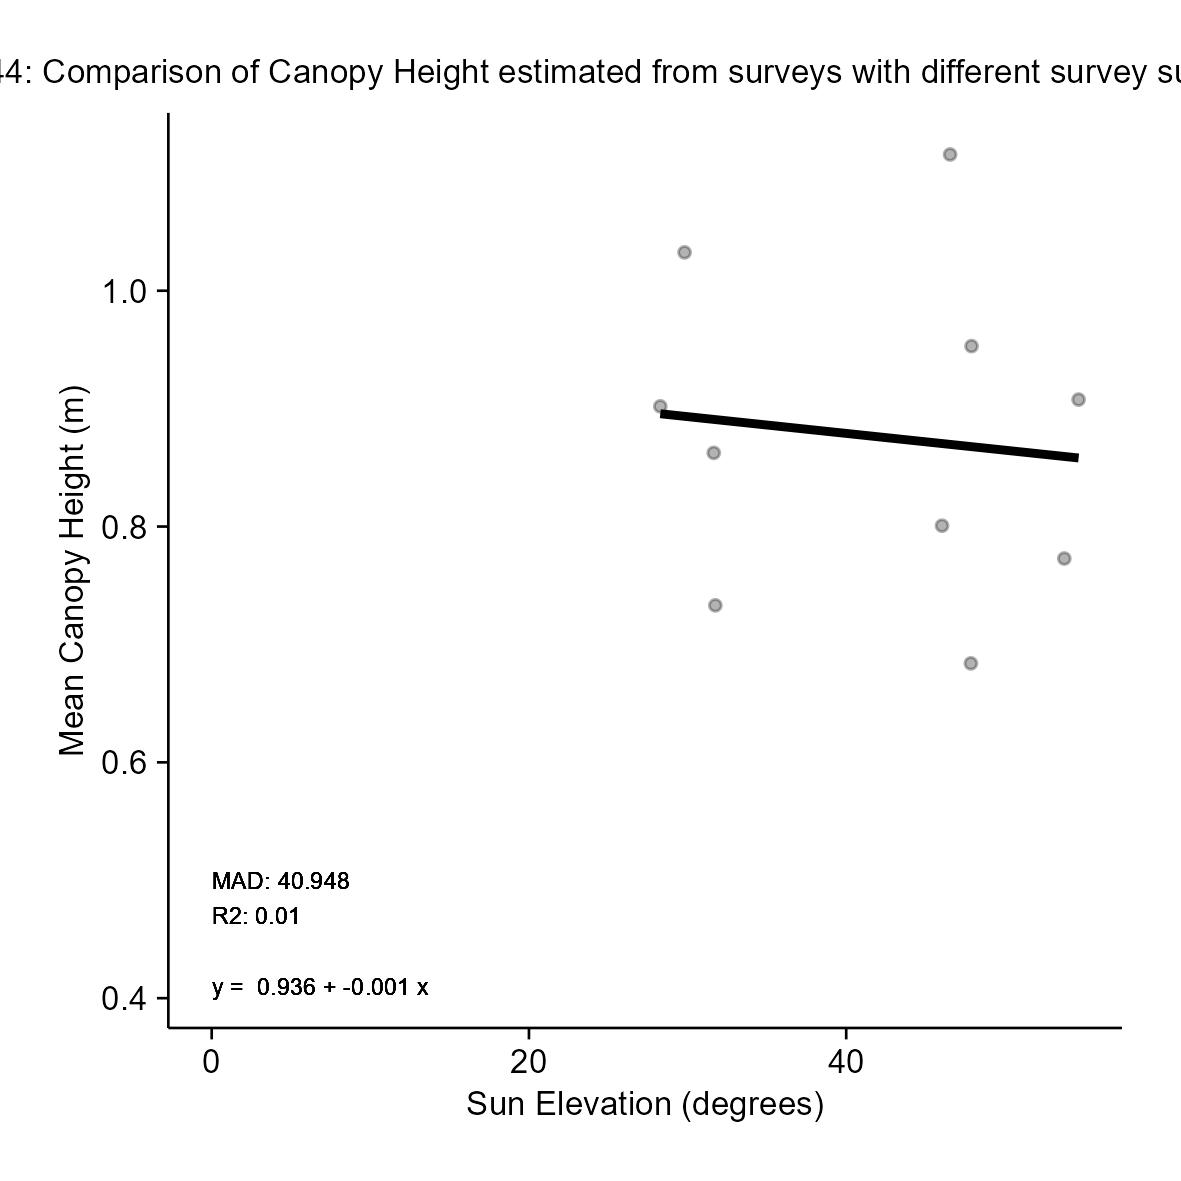 44: Comparison of Canopy Height estimated from surveys with different survey
1.0
0.8
0.6
0.4
Mean Canopy Height (m)
MAD: 40.948
R2: 0.01
y = 0.936 + -0.001 x
0 20 40
Sun Elevation (degrees)